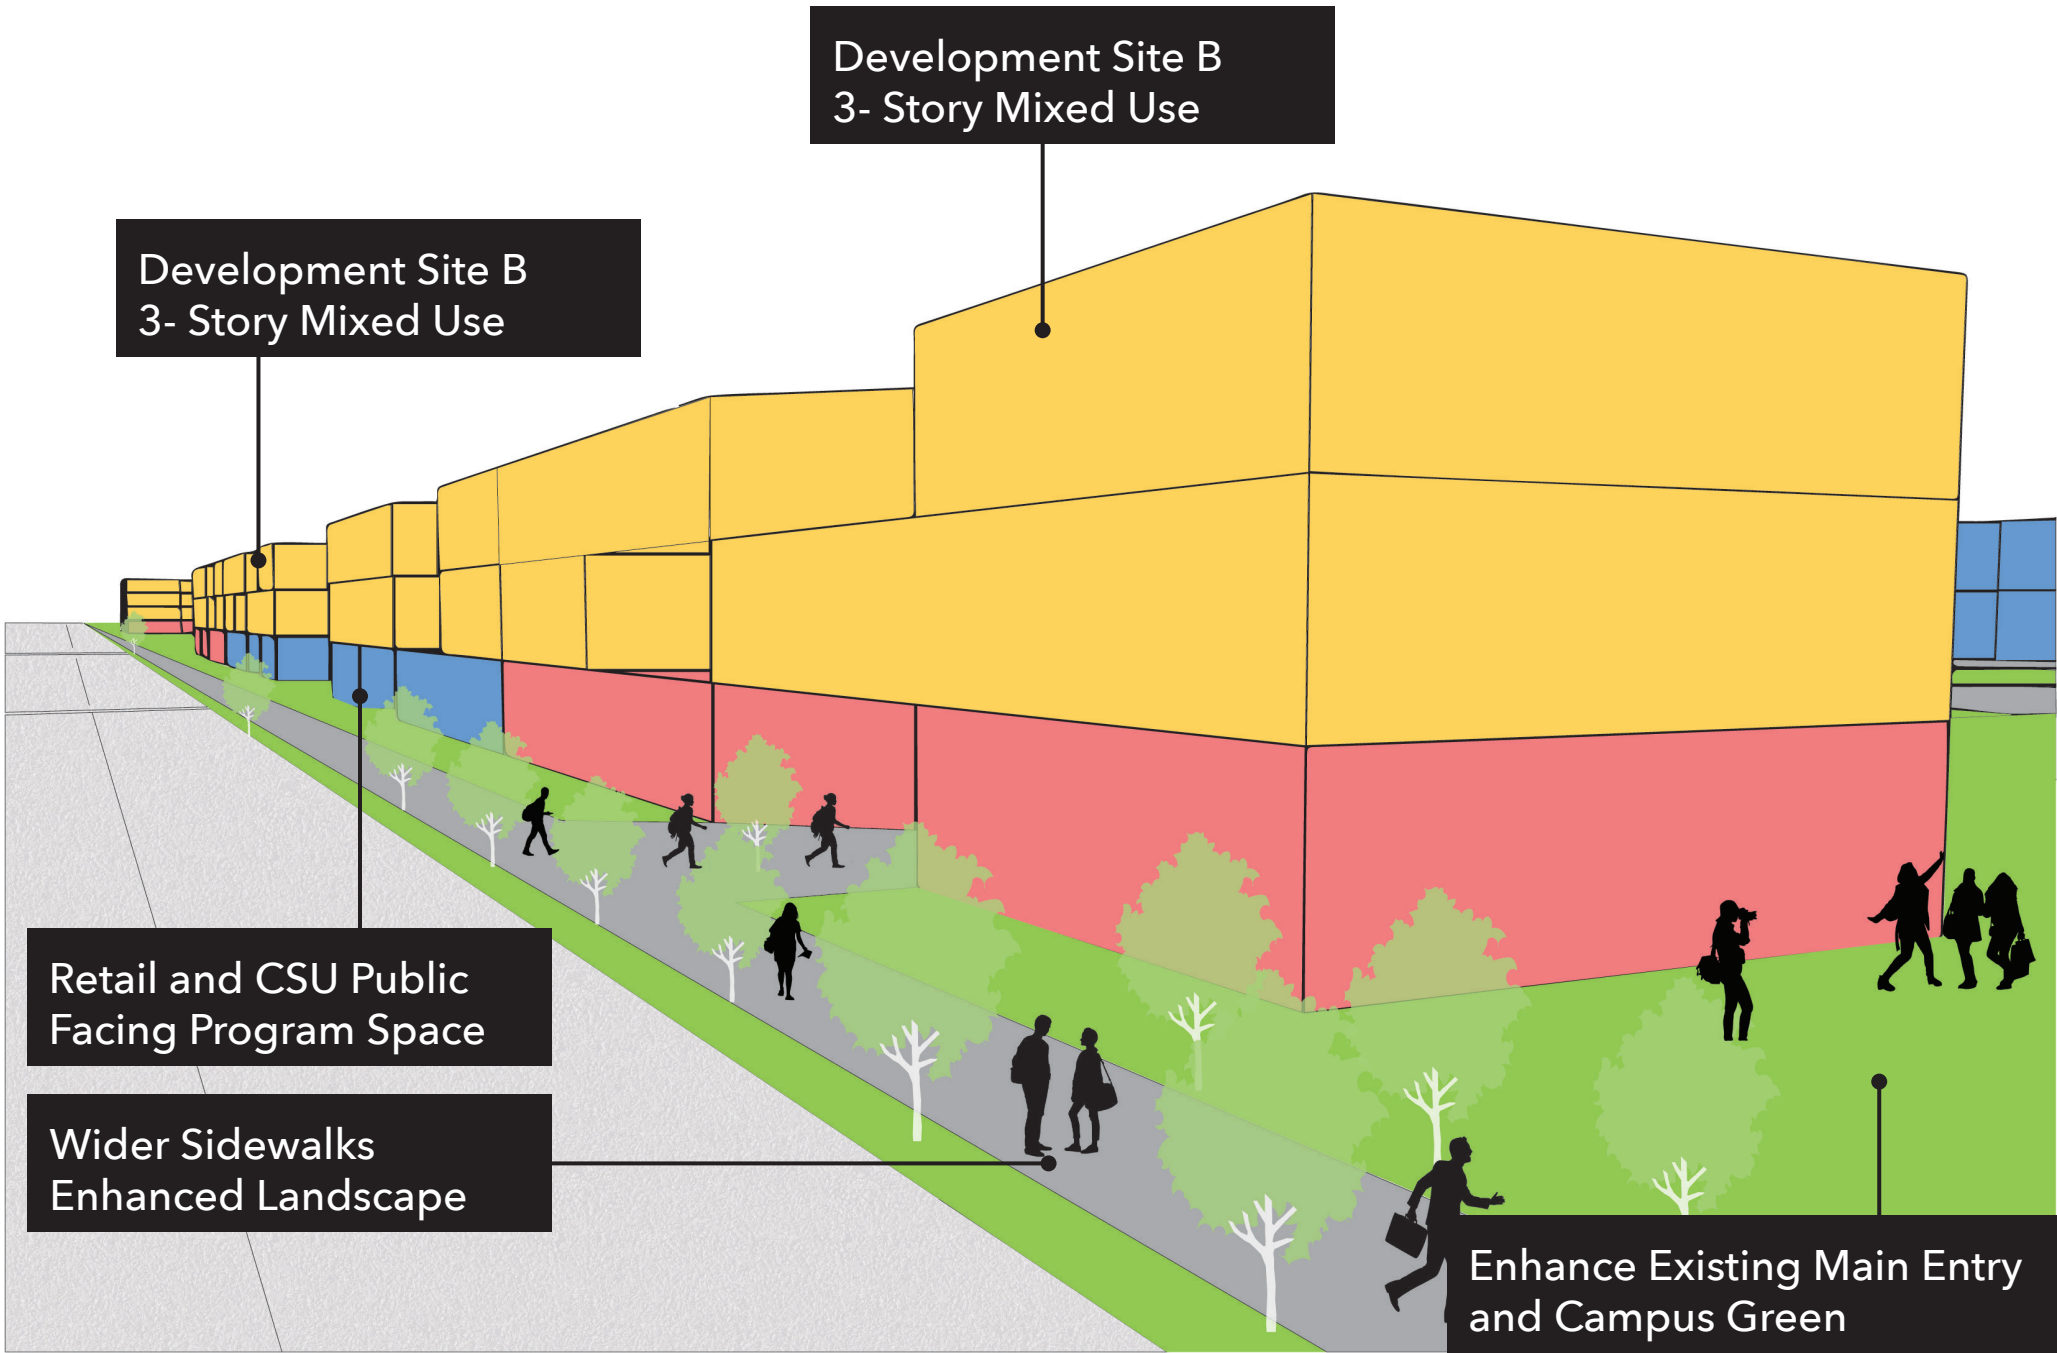 Development Site B
3- Story Mixed Use
Development Site B
3- Story Mixed Use
Retail and CSU Public
Facing Program Space
Wider Sidewalks
Enhanced Landscape
Enhance Existing Main Entry
and Campus Green